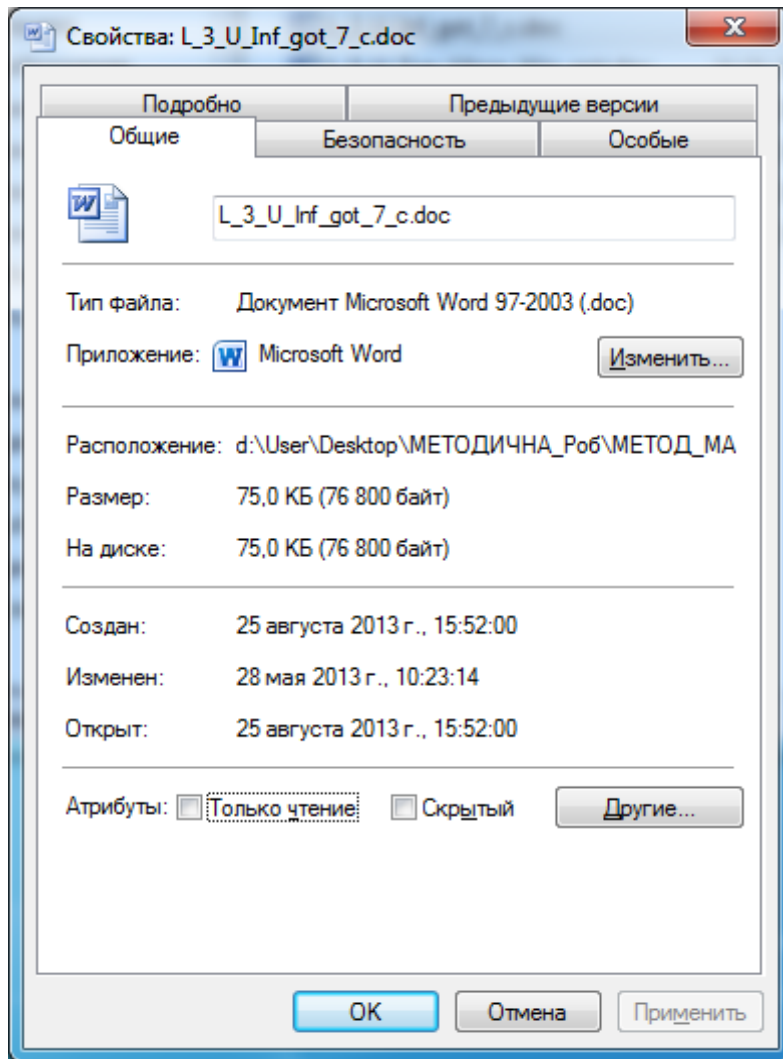 Свойства: L_3_U_Inf_got_7_c.doc
X
Подробно Предыдущие версии
Общие Безопасность Особые
L_3_U_Inf_got_7_c.doc
Тип файла: Документ Microsoft Word 97-2003 (.doc)
Приложение: Microsoft Word Изменить...
Расположение: d:\User\Desktop\МЕТОДИЧНА_Роб\МЕТОД_МА
Размер: 75,0 КБ (76 800 байт)
На диске: 75,0 КБ (76 800 байт)
Создан: 25 августа 2013 г., 15:52:00
Изменен: 28 мая 2013 г., 10:23:14
Открыт: 25 августа 2013 г., 15:52:00
Атрибуты: Только чтение Скрытый Другие...
OK Отмена Применить